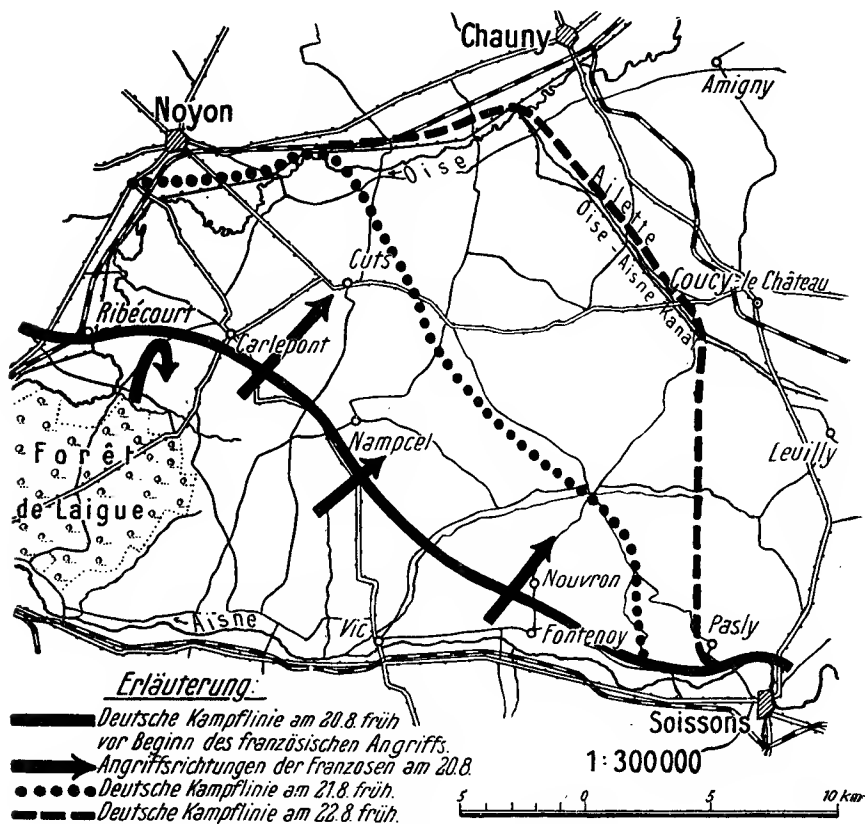 Chauny
Amigny
Noyon
←Oise
Ailette
Oise-Aisne Kanal
Cuts
Coucy-le Château
Ribécourt
Carlepont
Nampcel
Leuilly
Forêt
de Laigue
Nouvron
←Aisne
Vic
Fontenoy
Pasly
Soissons
Erläuterung:
Deutsche Kampflinie am 20.8. früh
vor Beginn des französischen Angriffs.
Angriffsrichtungen der Franzosen am 20.8.
Deutsche Kampflinie am 21.8. früh.
Deutsche Kampflinie am 22.8. früh.
1:300000
5 0 5 10 km